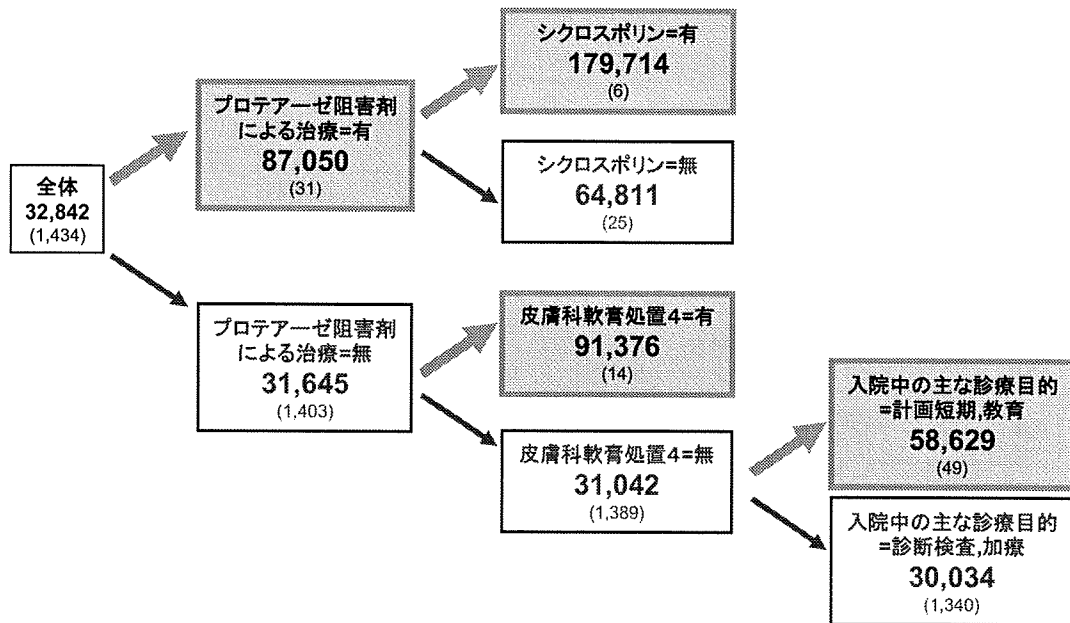 全体
32,842
(1,434)
プロテアーゼ阻害剤
による治療=有
87,050
(31)
シクロスポリン=有
179,714
(6)
シクロスポリン=無
64,811
(25)
プロテアーゼ阻害剤
による治療=無
31,645
(1,403)
皮膚科軟膏処置4=有
91,376
(14)
皮膚科軟膏処置4=無
31,042
(1,389)
入院中の主な診療目的
=計画短期,教育
58,629
(49)
入院中の主な診療目的
=診断検査,加療
30,034
(1,340)